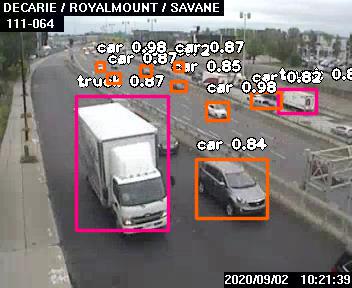 DECARIE / ROYALMOUNT / SAVANE
111-064
car 0.98
car 0.87
car 0.87
car 0.85
truck 0.87
car 0.98
0.82
car 0.84
2020/09/02 10:21:39